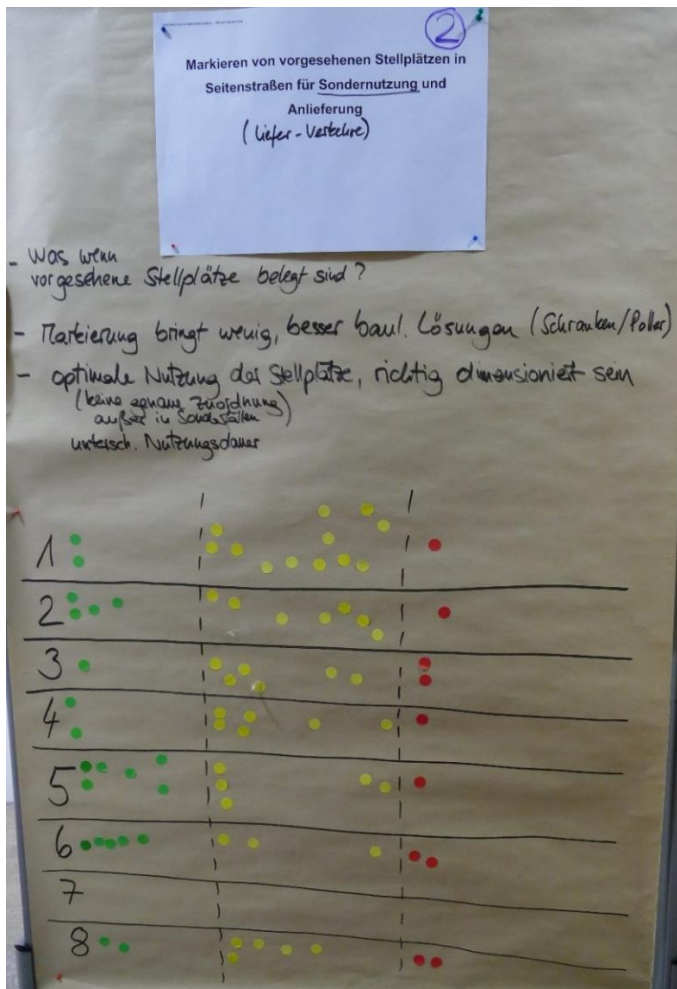 2
Markieren von vorgesehenen Stellplätzen in
Seitenstraßen für Sondernutzung und
Anlieferung
(Liefer-Verkehre)
- Was wenn
vorgesehene Stellplätze belegt sind?
- Markierung bringt wenig, besser baul. Lösungen (Schranken/Poller)
- optimale Nutzung der Stellplätze, richtig dimensioniert sein
(keine genaue Zuordnung)
außer in Sonderfällen
untersch. Nutzungsdauer
1
2
3
4
5
6
7
8